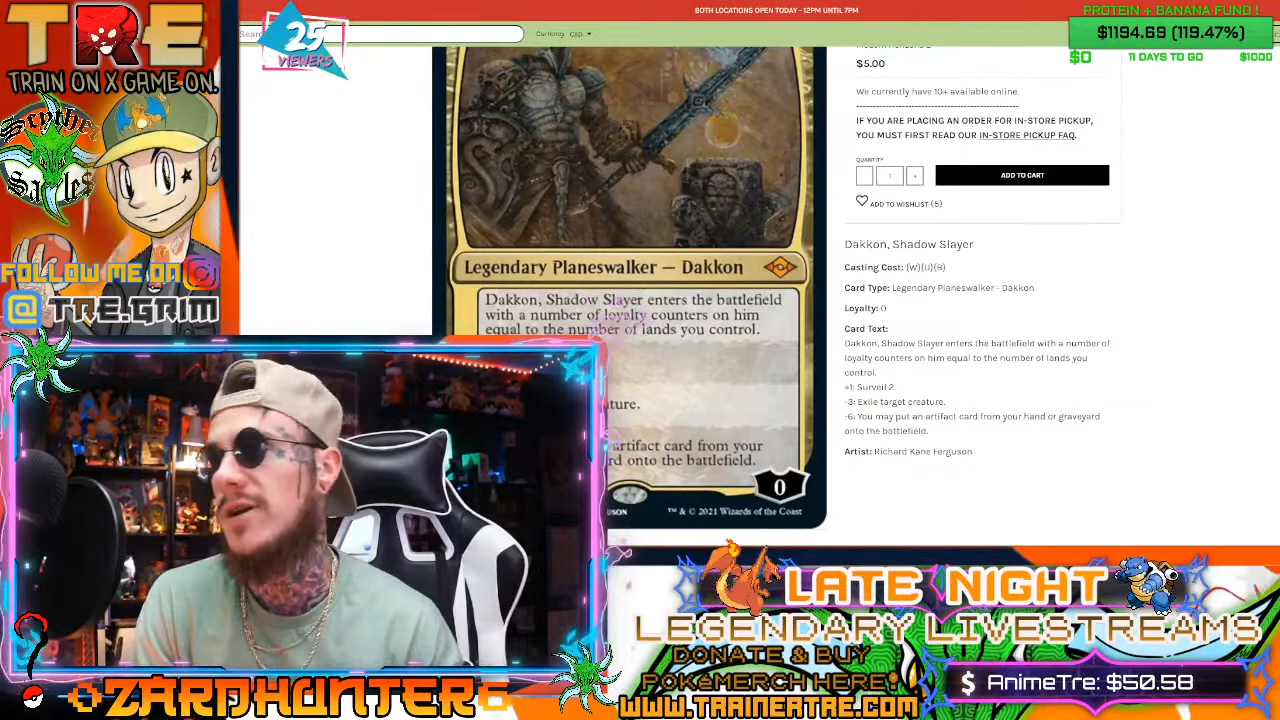 TRE
TRAIN ON X GAME ON.
Scyther
FOLLOW ME ON
@TRE.GRIM
25
VIEWERS
BOTH LOCATIONS OPEN TODAY - 12PM UNTIL 7PM
Currency CAD
PROTEIN + BANANA FUND !
$1194.69 (119.47%)
$0 11 DAYS TO GO $1000
$5.00
We currently have 10+ available online.
IF YOU ARE PLACING AN ORDER FOR IN-STORE PICKUP,
YOU MUST FIRST READ OUR IN-STORE PICKUP FAQ.
QUANTITY
1 + ADD TO CART
ADD TO WISHLIST (5)
Legendary Planeswalker — Dakkon
Dakkon, Shadow Slayer enters the battlefield
with a number of loyalty counters on him
equal to the number of lands you control.
artifact card from your
onto the battlefield.
0
™ & © 2021 Wizards of the Coast
Dakkon, Shadow Slayer
Casting Cost: (W)(U)(B)
Card Type: Legendary Planeswalker - Dakkon
Loyalty: 0
Card Text:
Dakkon, Shadow Slayer enters the battlefield with a number of
loyalty counters on him equal to the number of lands you
control.
+1: Surveil 2.
-3: Exile target creature.
-6: You may put an artifact card from your hand or graveyard
onto the battlefield.
Artist: Richard Kane Ferguson
LATE NIGHT
LEGENDARY LIVESTREAMS
DONATE & BUY
POKéMERCH HERE!
WWW.TRAINERTRE.COM
$ AnimeTre: $50.58
ZARDHUNTER6